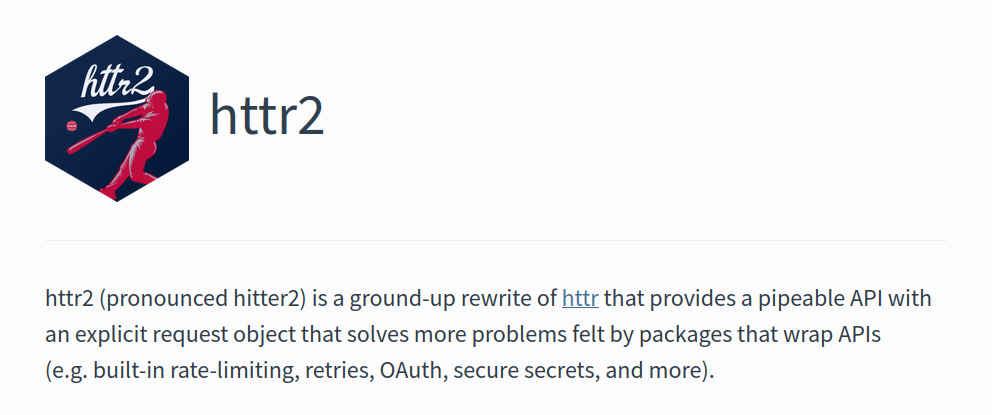 httr2
httr2
httr2 (pronounced hitter2) is a ground-up rewrite of httr that provides a pipeable API with
an explicit request object that solves more problems felt by packages that wrap APIs
(e.g. built-in rate-limiting, retries, OAuth, secure secrets, and more).